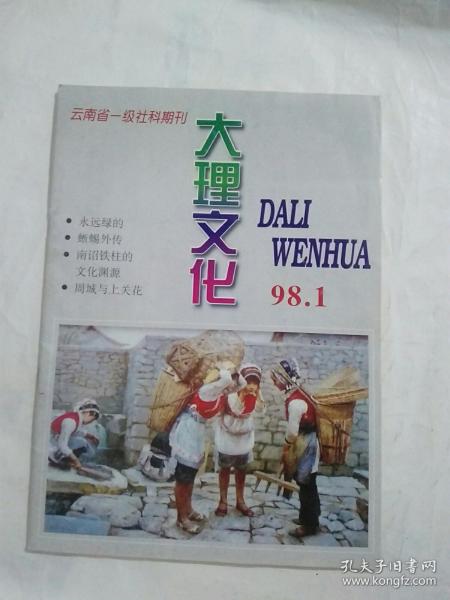 云南省一级社科期刊
大理文化
DALI
WENHUA
98.1
• 永远绿的
• 蜥蜴外传
• 南诏铁柱的
文化渊源
• 周城与上关花
孔夫子旧书网
www.kongfz.com